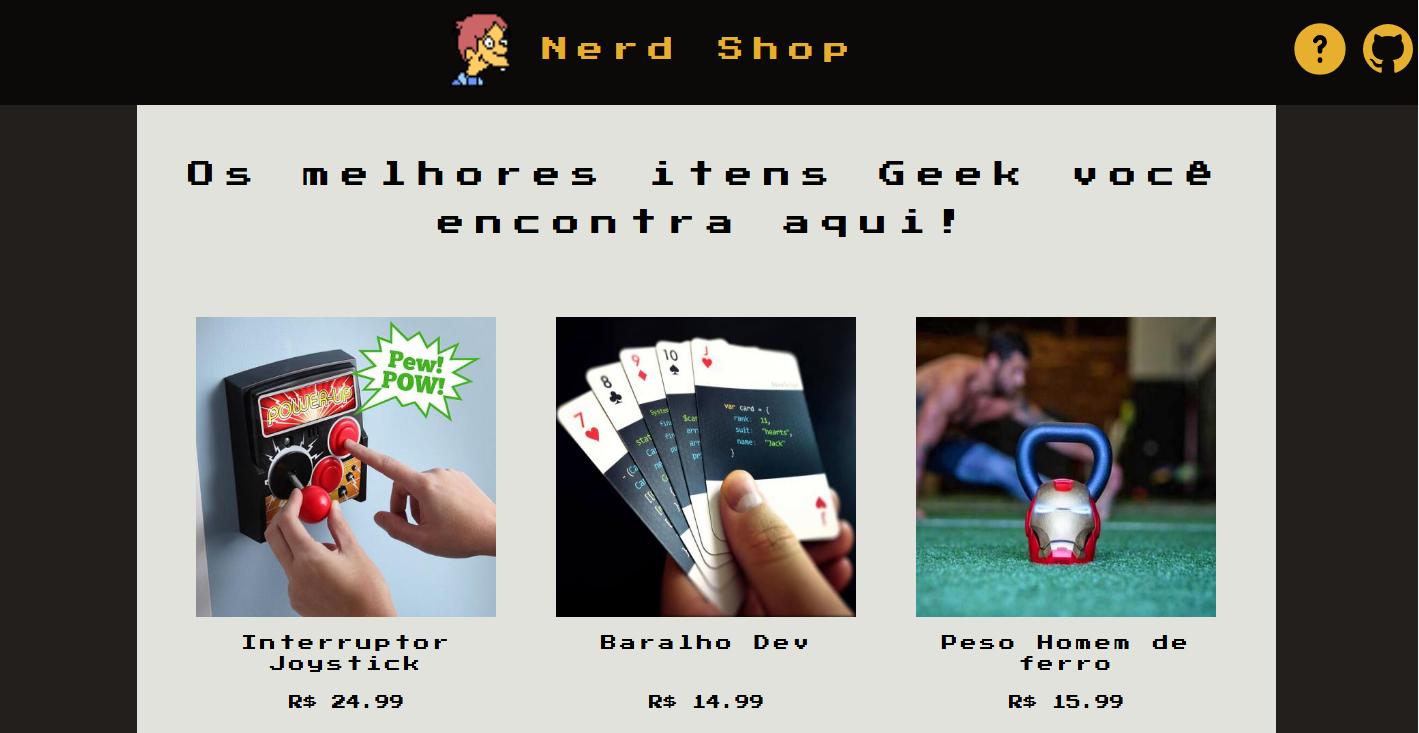 Nerd Shop
?
Os melhores itens Geek você
encontra aqui!
Pew!
POW!
POWER-UP
7
8
9
10
J
var card = {
rank: 11,
suit: "hearts",
name: "Jack"
}
Interruptor
Joystick
R$ 24.99
Baralho Dev
R$ 14.99
Peso Homem de
ferro
R$ 15.99